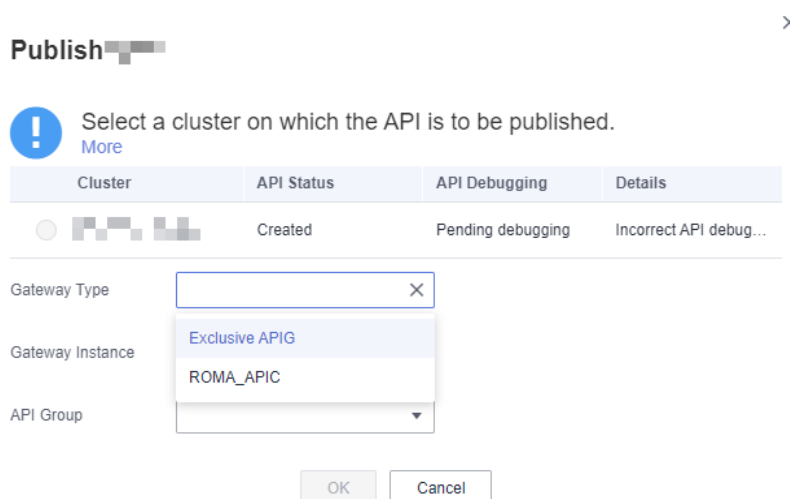 Publish
Select a cluster on which the API is to be published.
More
Cluster API Status API Debugging Details
Created Pending debugging Incorrect API debug...
Gateway Type
Exclusive APIG
Gateway Instance
ROMA_APIC
API Group
OK Cancel